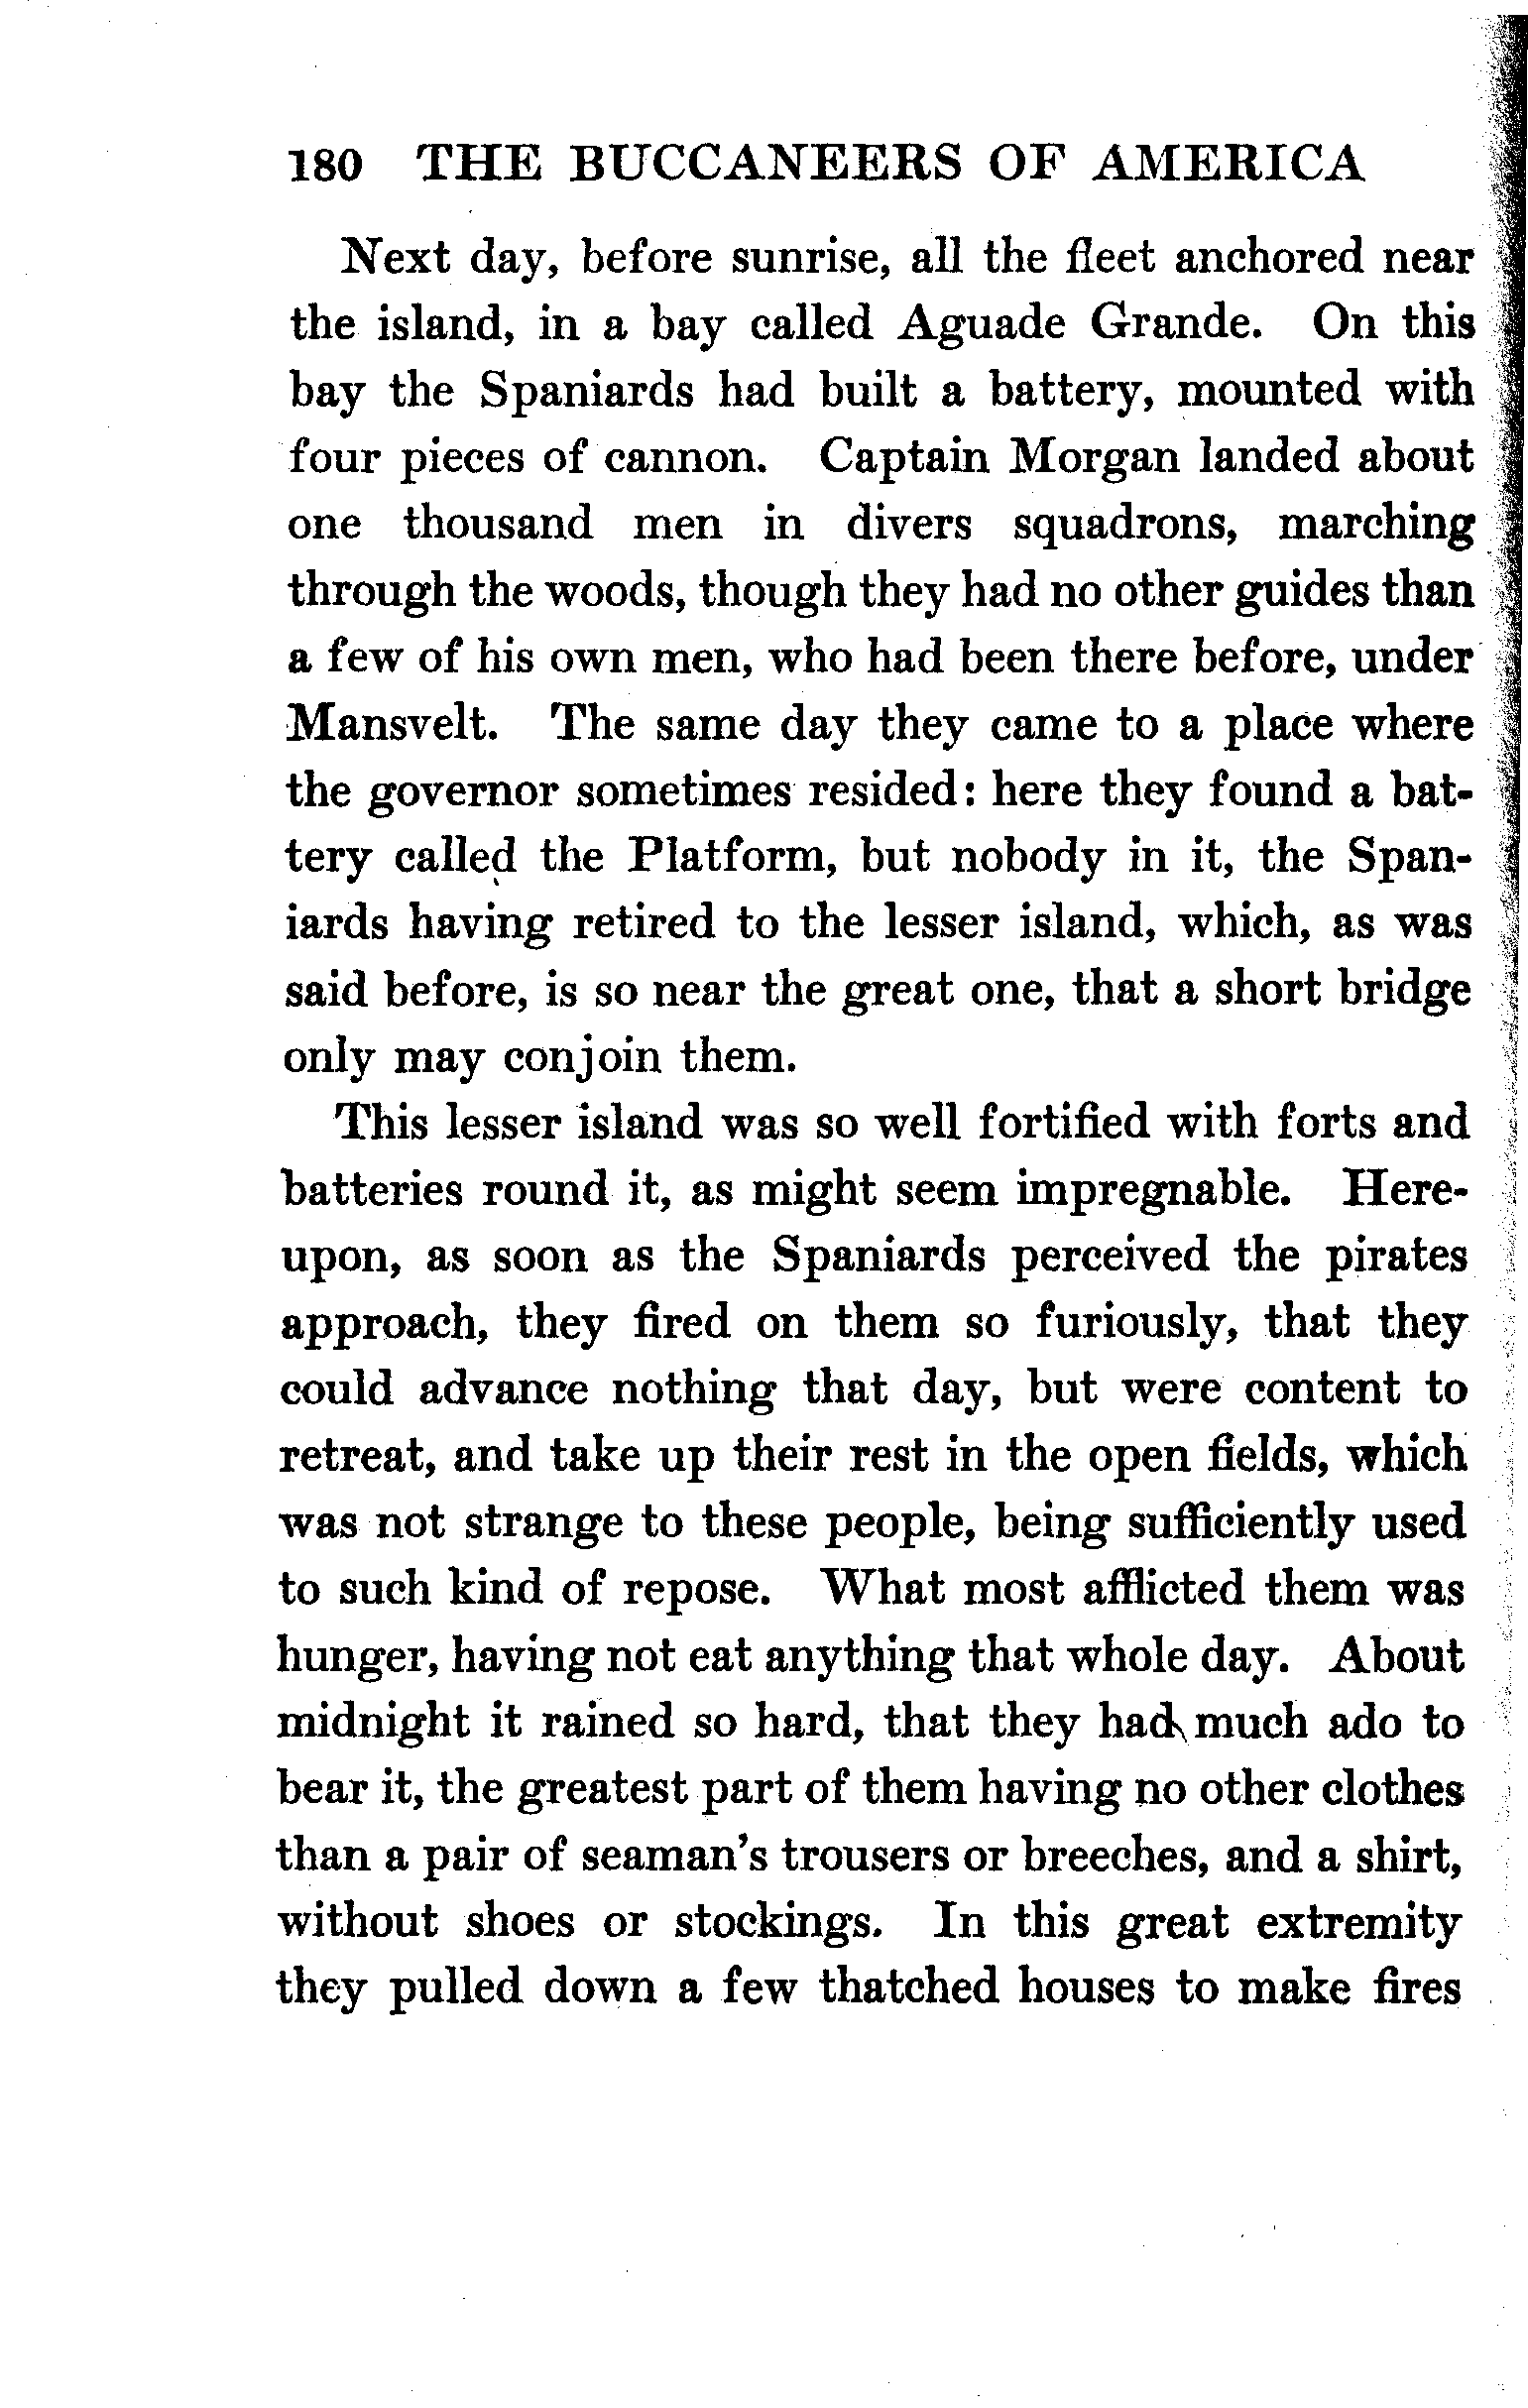 180 THE BUCCANEERS OF AMERICA
Next day, before sunrise, all the fleet anchored near
the island, in a bay called Aguade Grande. On this
bay the Spaniards had built a battery, mounted with
four pieces of cannon. Captain Morgan landed about
one thousand men in divers squadrons, marching
through the woods, though they had no other guides than
a few of his own men, who had been there before, under
Mansvelt. The same day they came to a place where
the governor sometimes resided: here they found a bat-
tery called the Platform, but nobody in it, the Span-
iards having retired to the lesser island, which, as was
said before, is so near the great one, that a short bridge
only may conjoin them.
This lesser island was so well fortified with forts and
batteries round it, as might seem impregnable. Here-
upon, as soon as the Spaniards perceived the pirates
approach, they fired on them so furiously, that they
could advance nothing that day, but were content to
retreat, and take up their rest in the open fields, which
was not strange to these people, being sufficiently used
to such kind of repose. What most afflicted them was
hunger, having not eat anything that whole day. About
midnight it rained so hard, that they had much ado to
bear it, the greatest part of them having no other clothes
than a pair of seaman's trousers or breeches, and a shirt,
without shoes or stockings. In this great extremity
they pulled down a few thatched houses to make fires